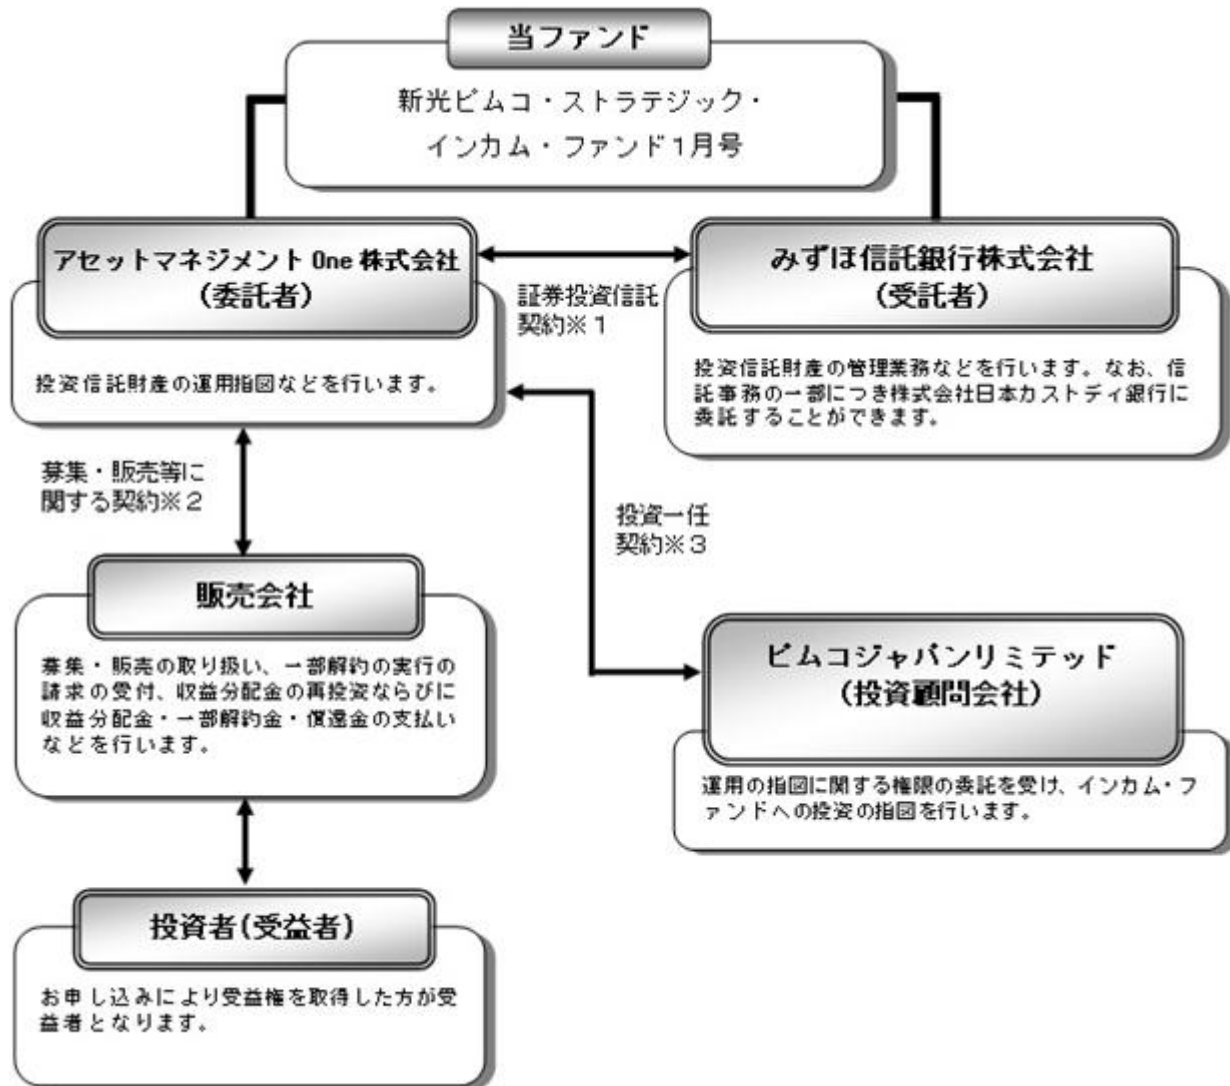 当ファンド
新光ピムコ・ストラテジック・
インカム・ファンド1月号
アセットマネジメント One 株式会社
（委託者）
投資信託財産の運用指図などを行います。
証券投資信託
契約※１
みずほ信託銀行株式会社
（受託者）
投資信託財産の管理業務などを行います。なお、信
託事務の一部につき株式会社日本カストディ銀行に
委託することができます。
募集・販売等に
関する契約※２
投資一任
契約※３
販売会社
募集・販売の取り扱い、一部解約の実行の
請求の受付、収益分配金の再投資ならびに
収益分配金・一部解約金・償還金の支払い
などを行います。
ピムコジャパンリミテッド
（投資顧問会社）
運用の指図に関する権限の委託を受け、インカム・フ
ァンドへの投資の指図を行います。
投資者（受益者）
お申し込みにより受益権を取得した方が受
益者となります。